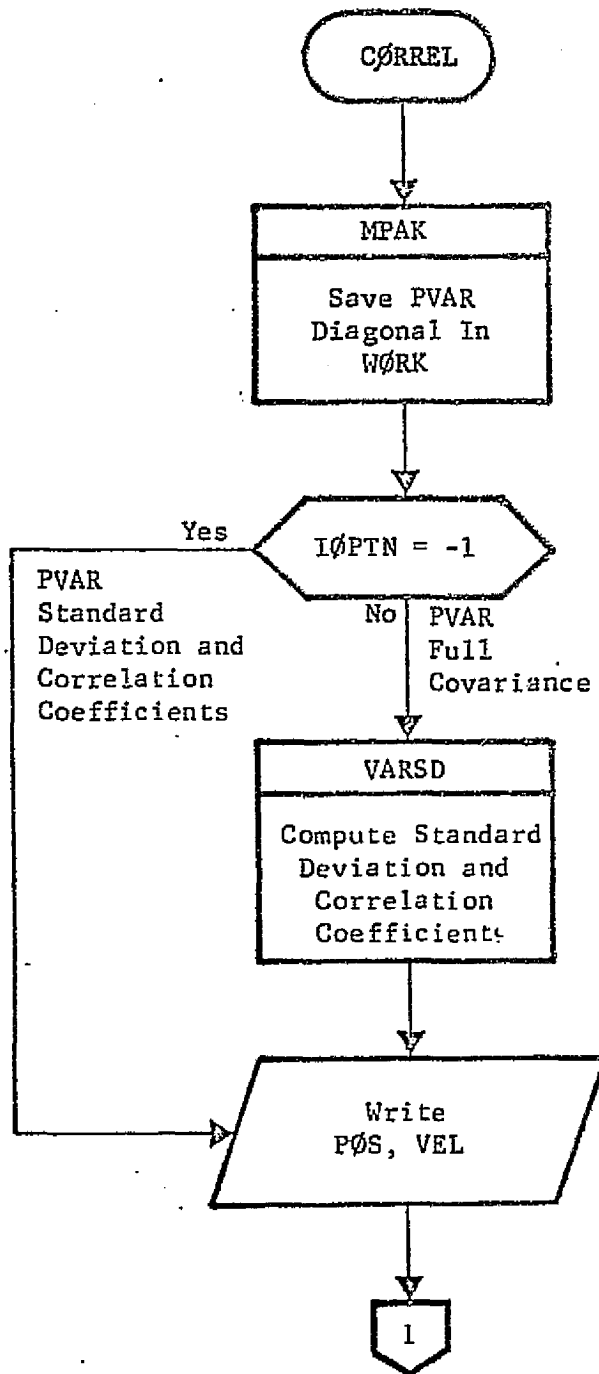 CØRREL
MPAK
Save PVAR
Diagonal In
WØRK
IØPTN = -1
Yes
PVAR
Standard
Deviation and
Correlation
Coefficients
No
PVAR
Full
Covariance
VARSD
Compute Standard
Deviation and
Correlation
Coefficients
Write
PØS, VEL
1